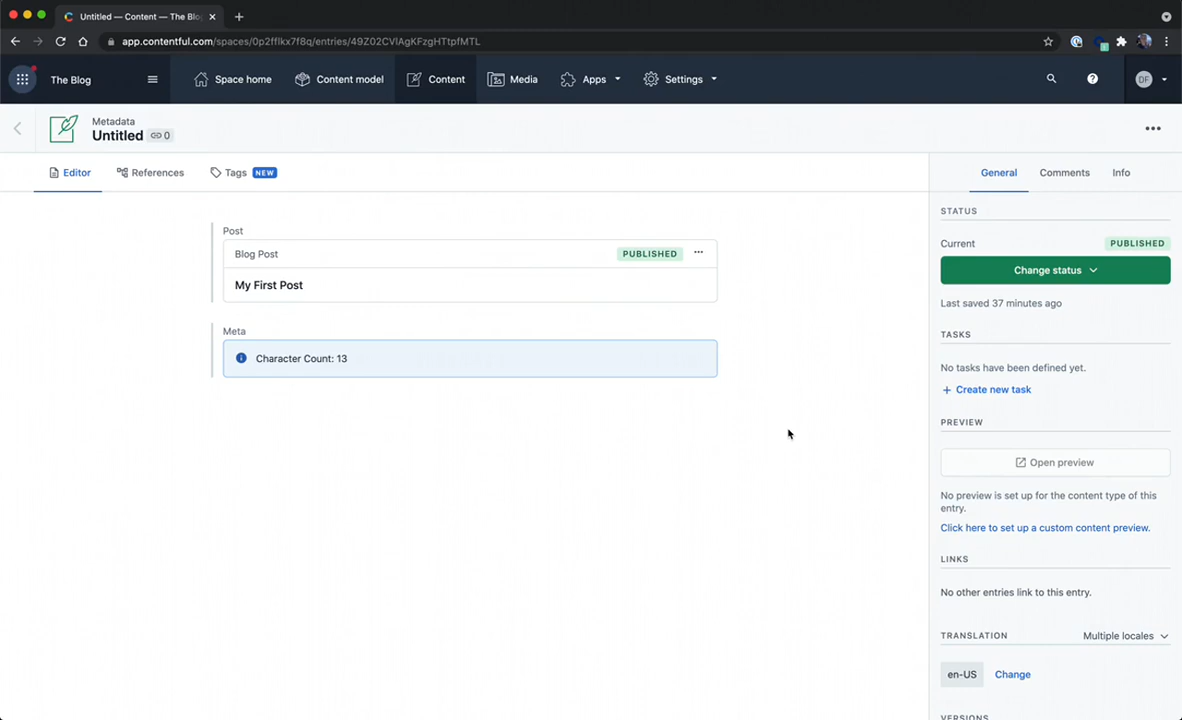 Untitled — Content — The Blo
app.contentful.com/spaces/0p2fflkx7f8q/entries/49Z02CVlAgKFzgHTtpfMTL
The Blog
Space home
Content model
Content
Media
Apps
Settings
DF
Metadata
Untitled
0
Editor
References
Tags
NEW
General
Comments
Info
Post
Blog Post
PUBLISHED
My First Post
Meta
Character Count: 13
STATUS
Current
PUBLISHED
Change status
Last saved 37 minutes ago
TASKS
No tasks have been defined yet.
+ Create new task
PREVIEW
Open preview
No preview is set up for the content type of this
entry.
Click here to set up a custom content preview.
LINKS
No other entries link to this entry.
TRANSLATION
Multiple locales
en-US
Change
VERSIONS